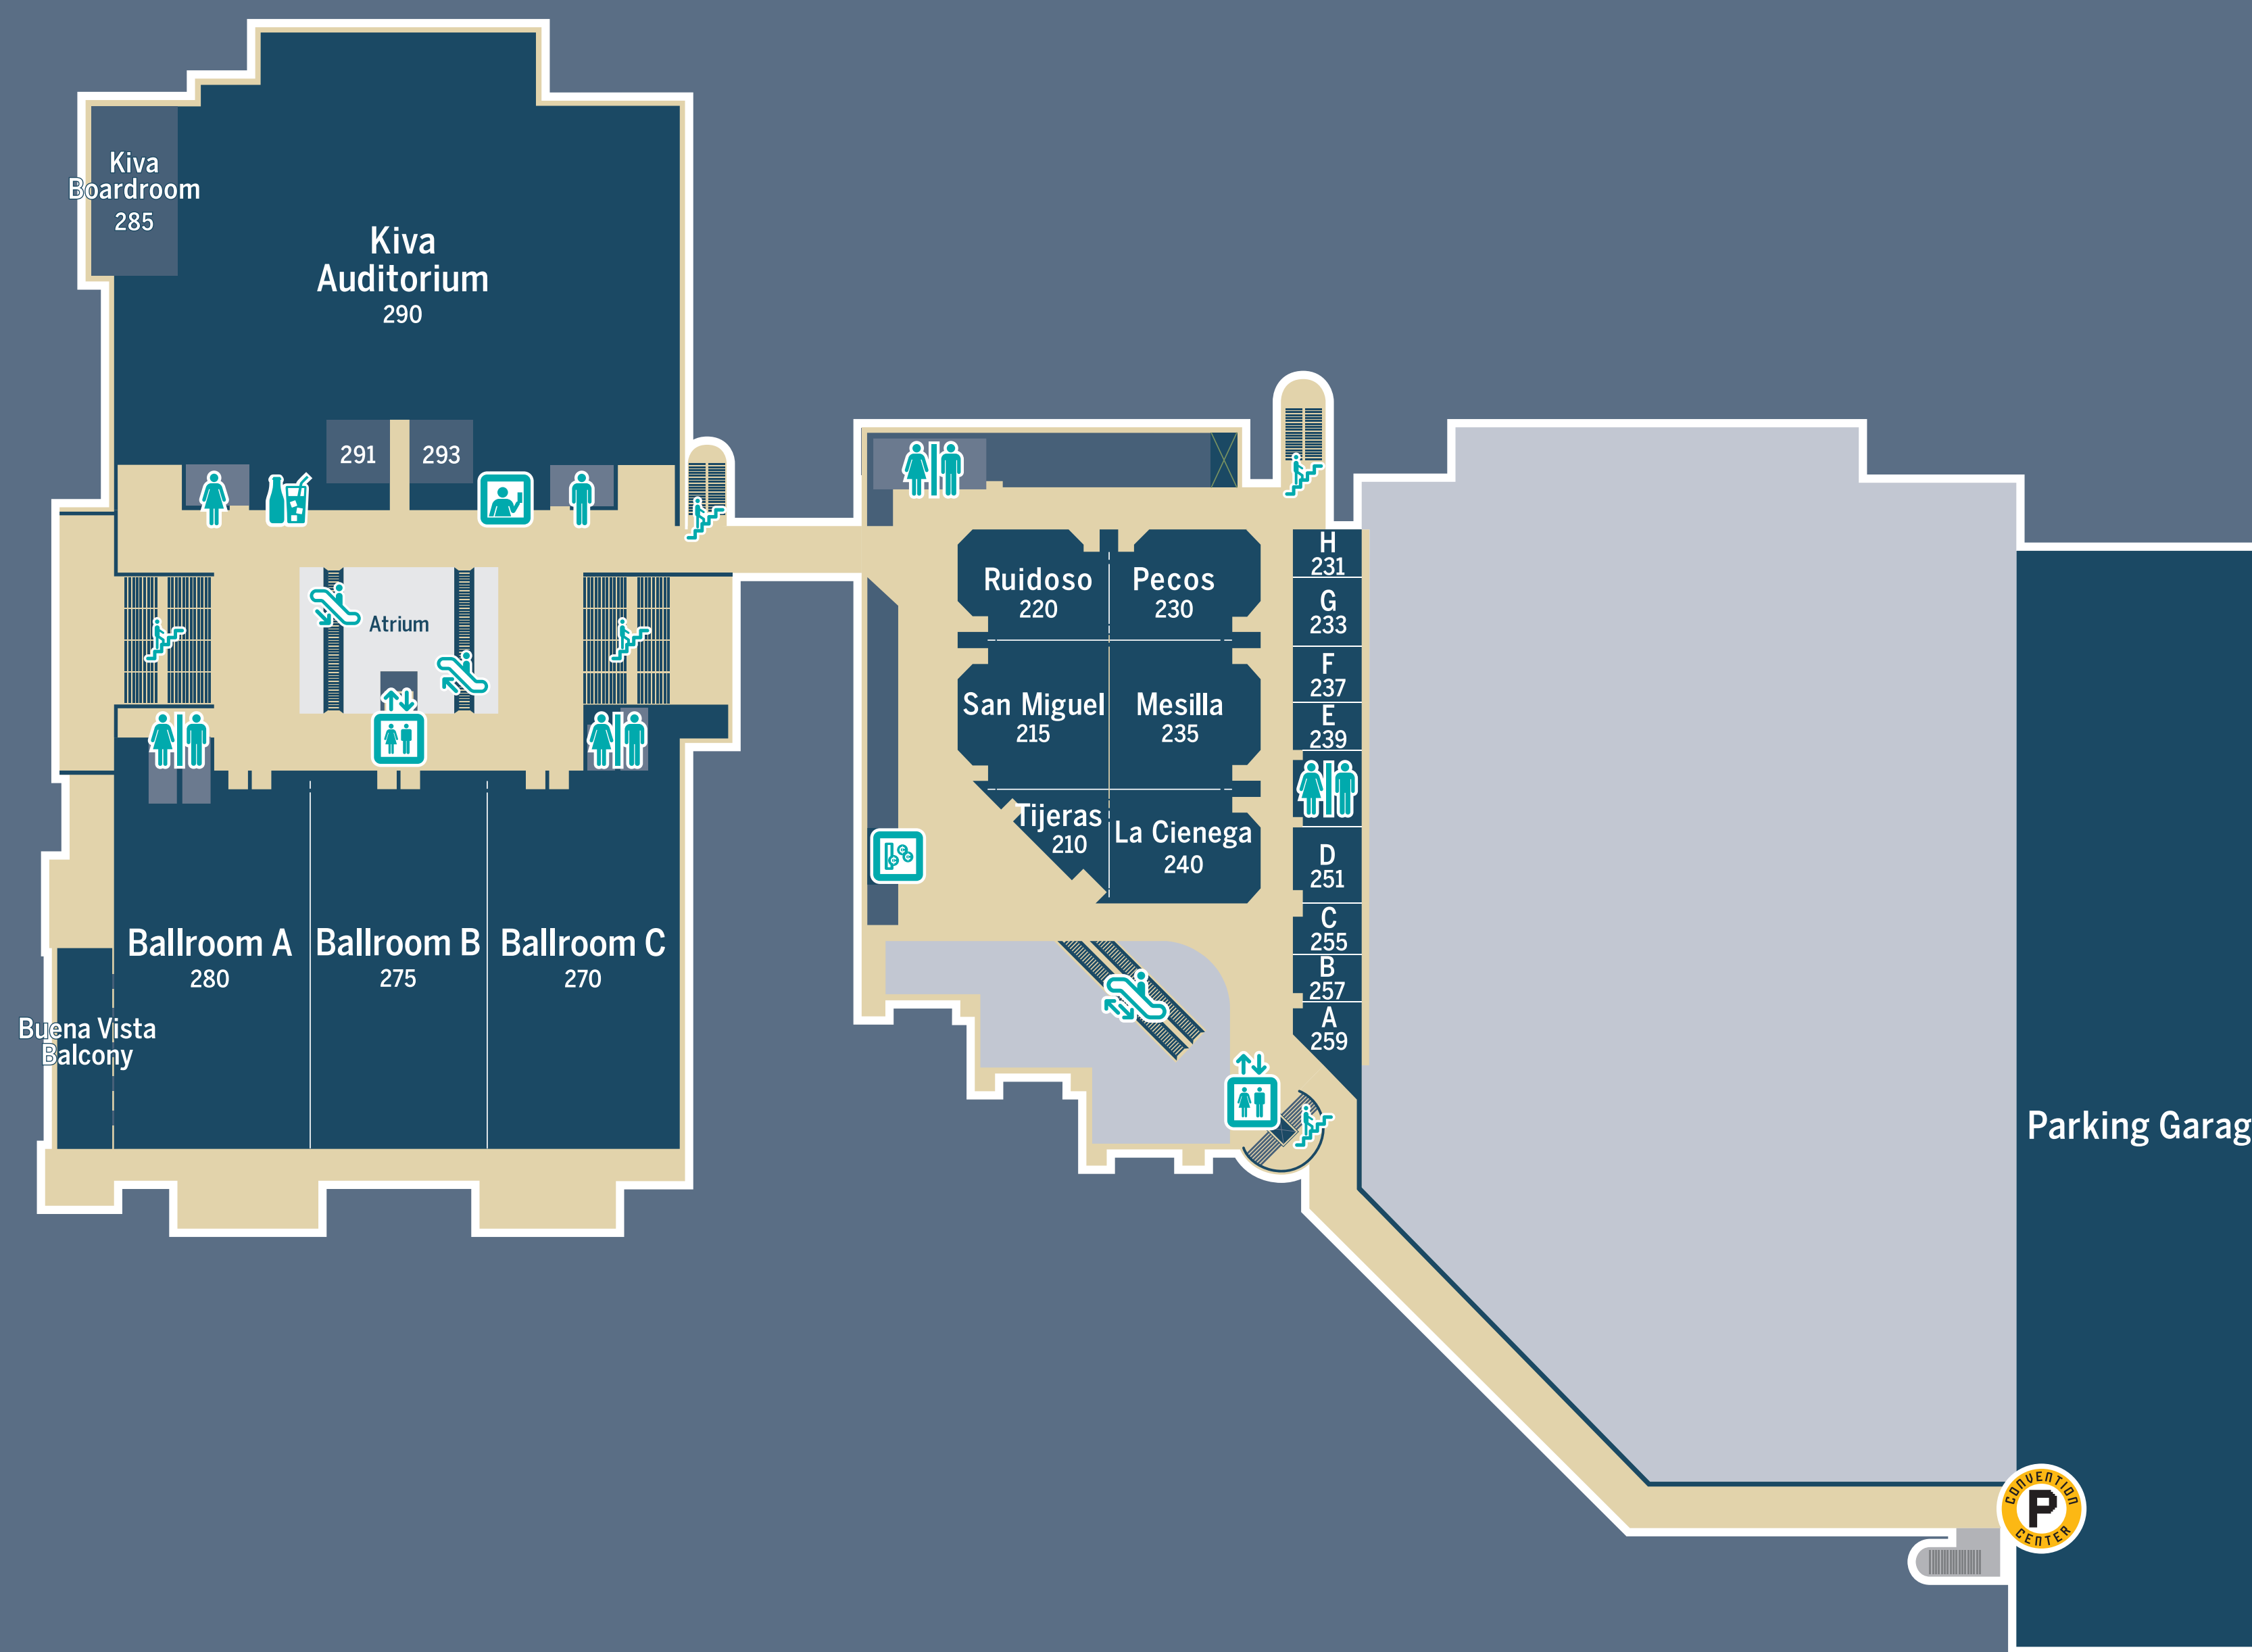 Kiva
Boardroom
285
Kiva
Auditorium
290
291
293
Atrium
Ballroom A
280
Ballroom B
275
Ballroom C
270
Buena Vista
Balcony
Ruidoso
220
Pecos
230
San Miguel
215
Mesilla
235
Tijeras
210
La Cienega
240
H
231
G
233
F
237
E
239
D
251
C
255
B
257
A
259
Parking Garag
CONVENTION
P
CENTER